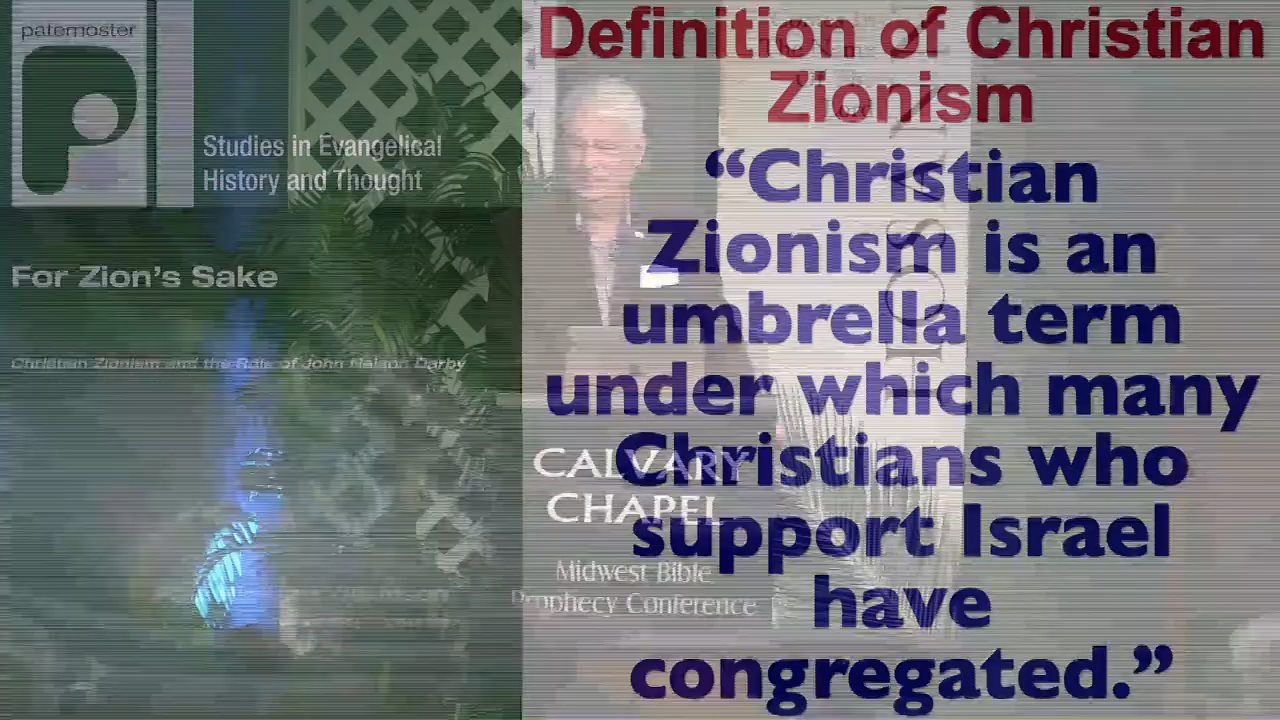 paternoster
Studies in Evangelical
History and Thought
For Zion's Sake
Christian Zionism and the Role of John Nelson Darby
Definition of Christian
Zionism
“Christian
Zionism is an
umbrella term
under which many
Christians who
support Israel
have
congregated.”
CALVARY
CHAPEL
Midwest Bible
Prophecy Conference